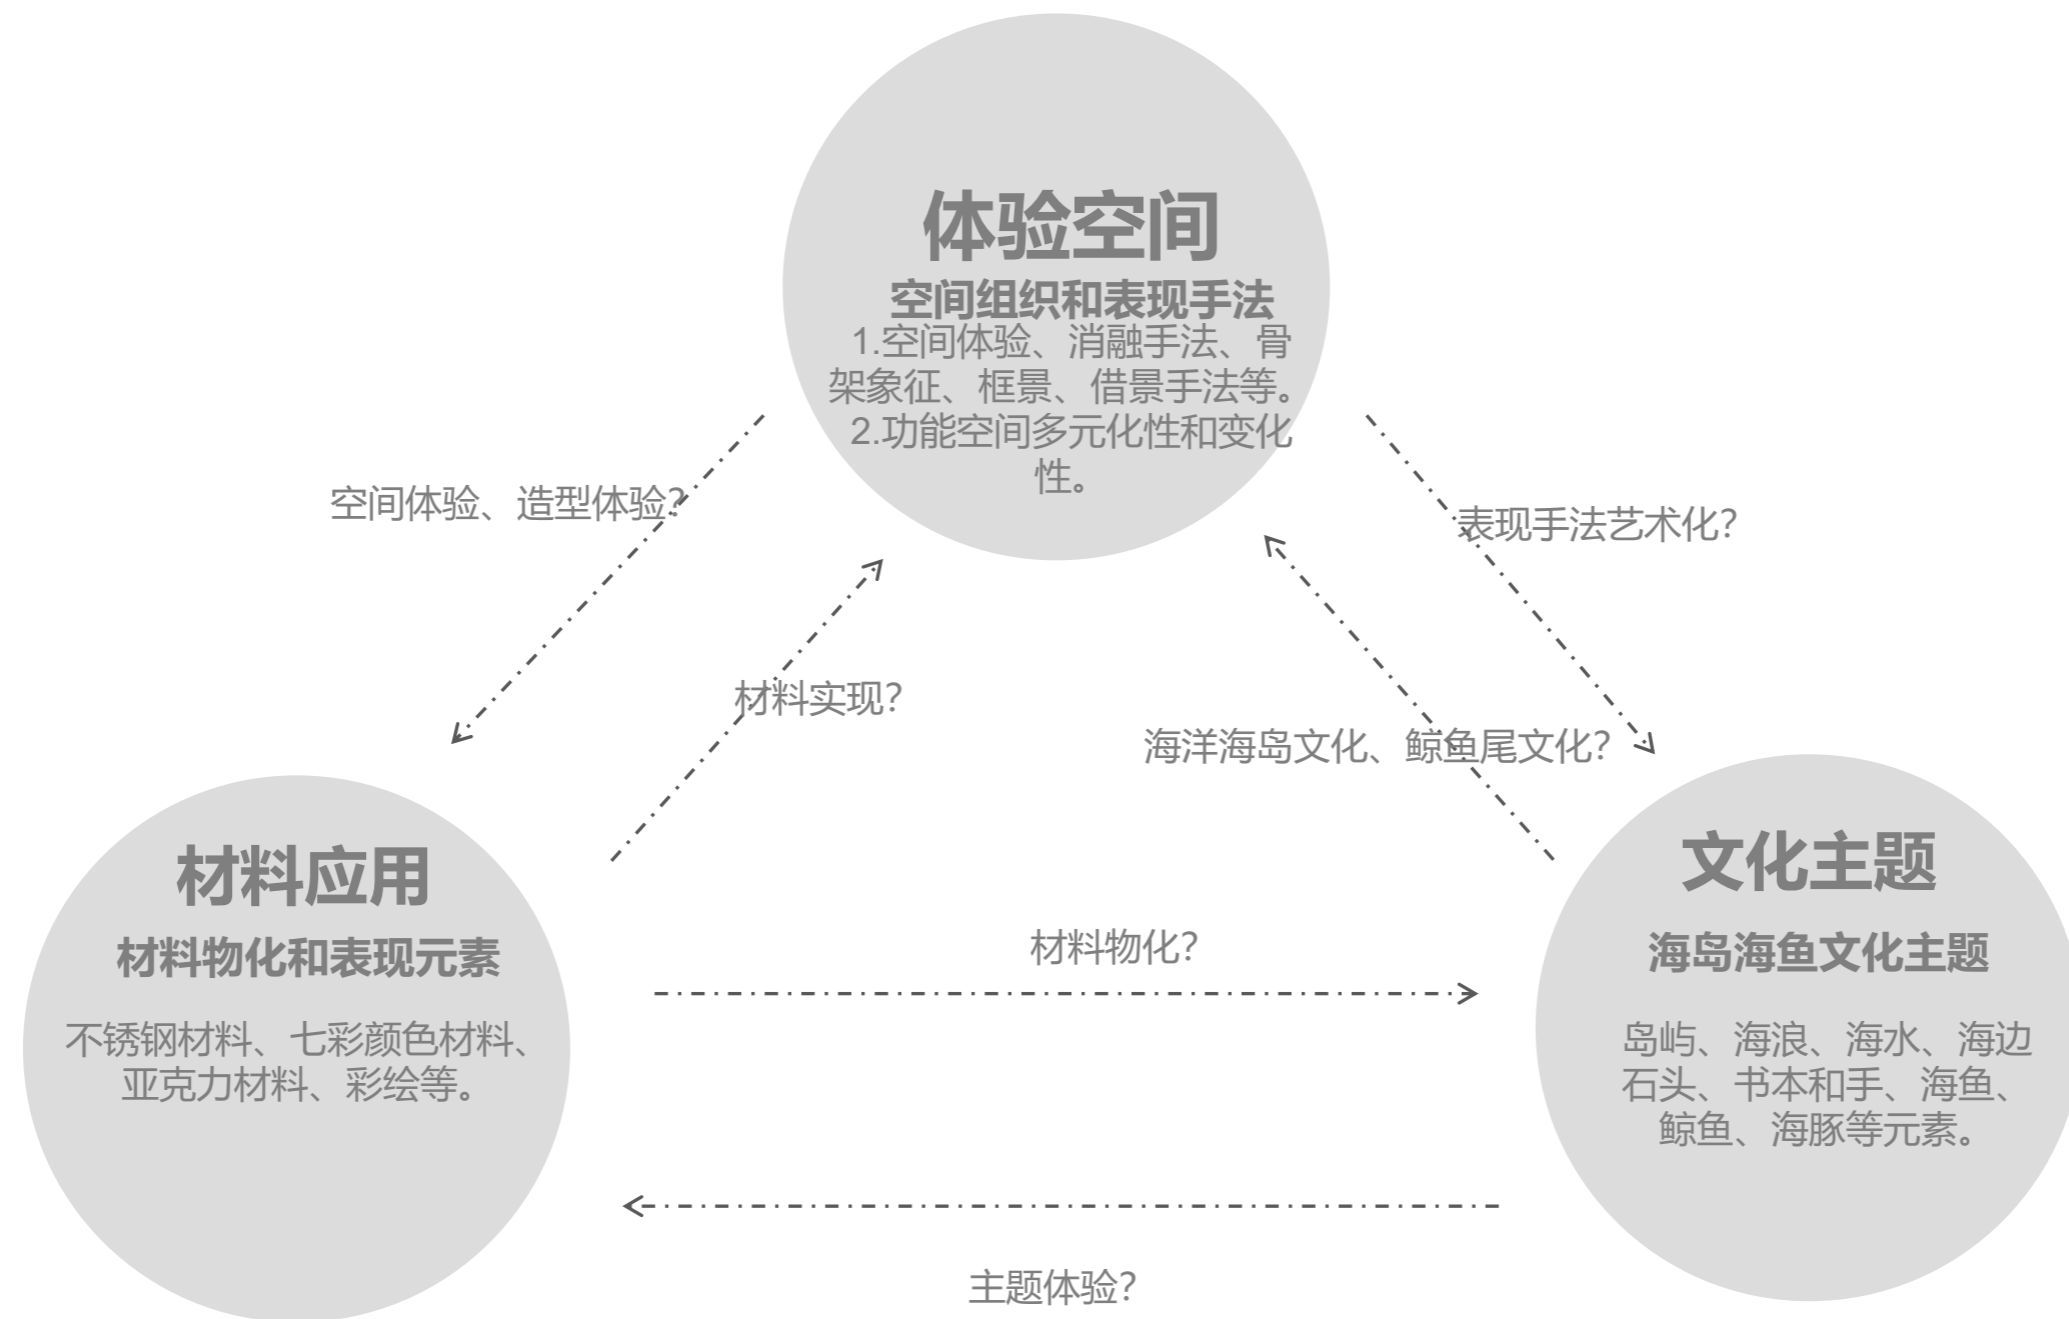 体验空间
空间组织和表现手法
1.空间体验、消融手法、骨
架象征、框景、借景手法等。
2.功能空间多元化性和变化
性。
空间体验、造型体验?
表现手法艺术化?
材料实现?
海洋海岛文化、鲸鱼尾文化?
材料应用
材料物化和表现元素
不锈钢材料、七彩颜色材料、
亚克力材料、彩绘等。
材料物化?
文化主题
海岛海鱼文化主题
岛屿、海浪、海水、海边
石头、书本和手、海鱼、
鲸鱼、海豚等元素。
主题体验?